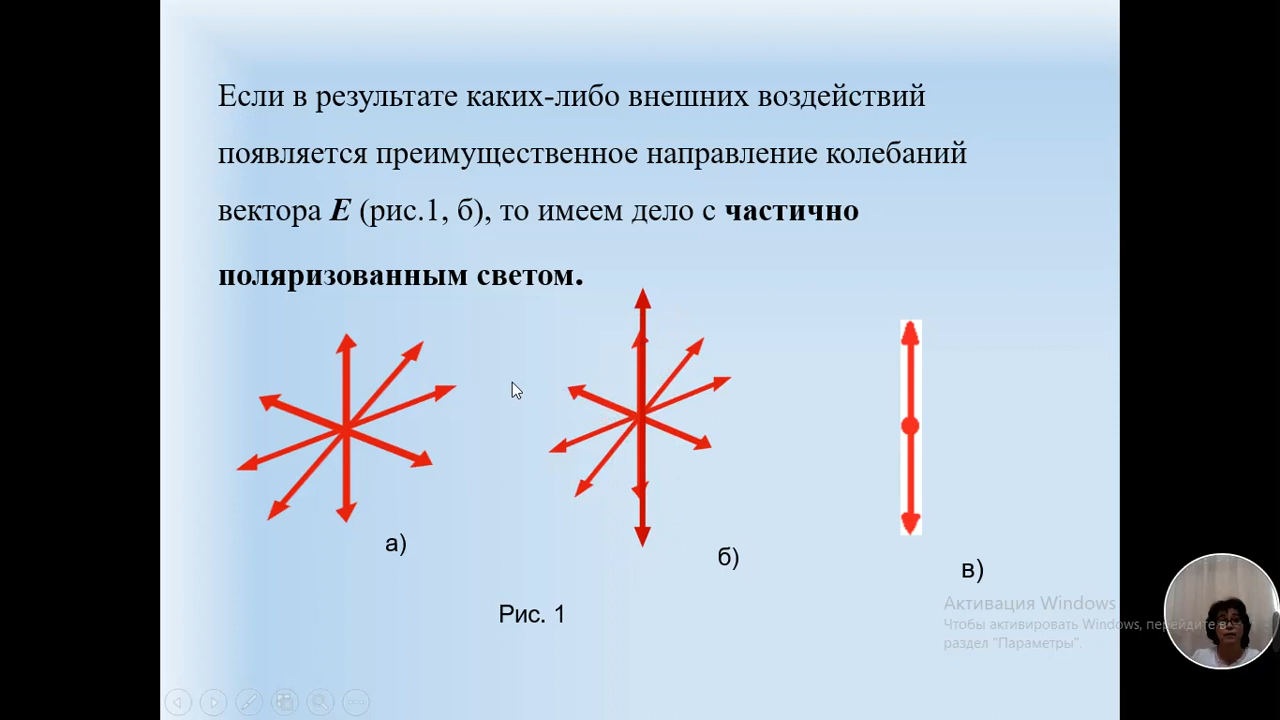 Если в результате каких-либо внешних воздействий
появляется преимущественное направление колебаний
вектора E (рис.1, б), то имеем дело с частично
поляризованным светом.
а)
б)
в)
Рис. 1
Активация Windows
Чтобы активировать Windows, перейдите в
раздел "Параметры".